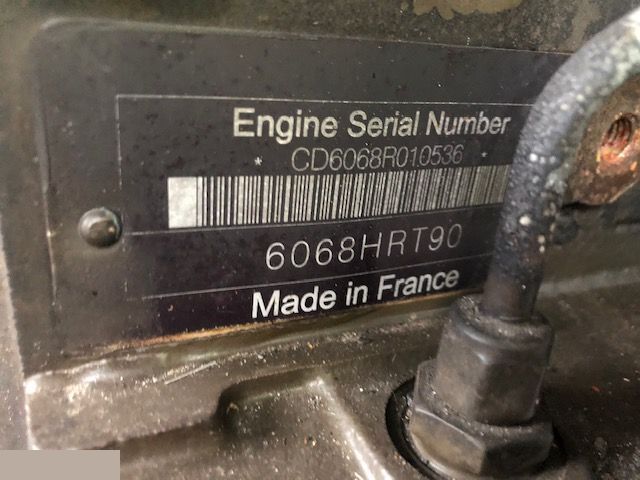 Engine Serial Number
* CD6068R010536
6068HRT90
Made in France